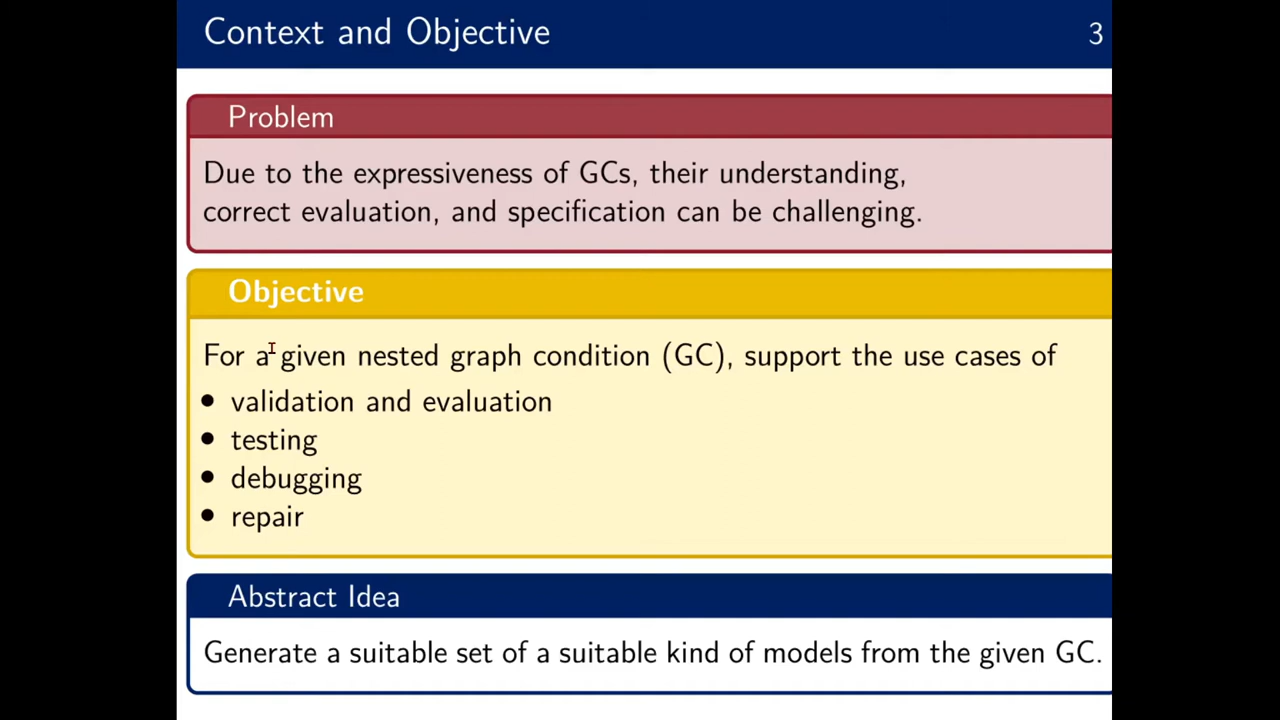 Context and Objective 3
Problem
Due to the expressiveness of GCs, their understanding,
correct evaluation, and specification can be challenging.
Objective
For a given nested graph condition (GC), support the use cases of
• validation and evaluation
• testing
• debugging
• repair
Abstract Idea
Generate a suitable set of a suitable kind of models from the given GC.